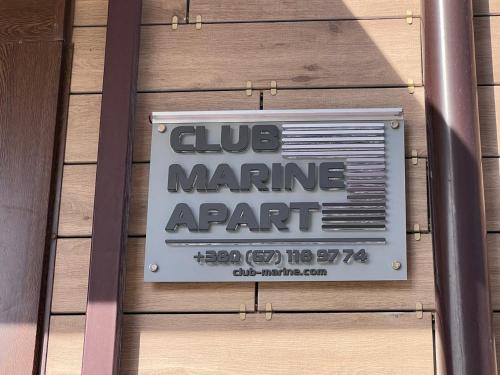 CLUB
MARINE
APART
+380 (67) 118 97 74
club-marine.com